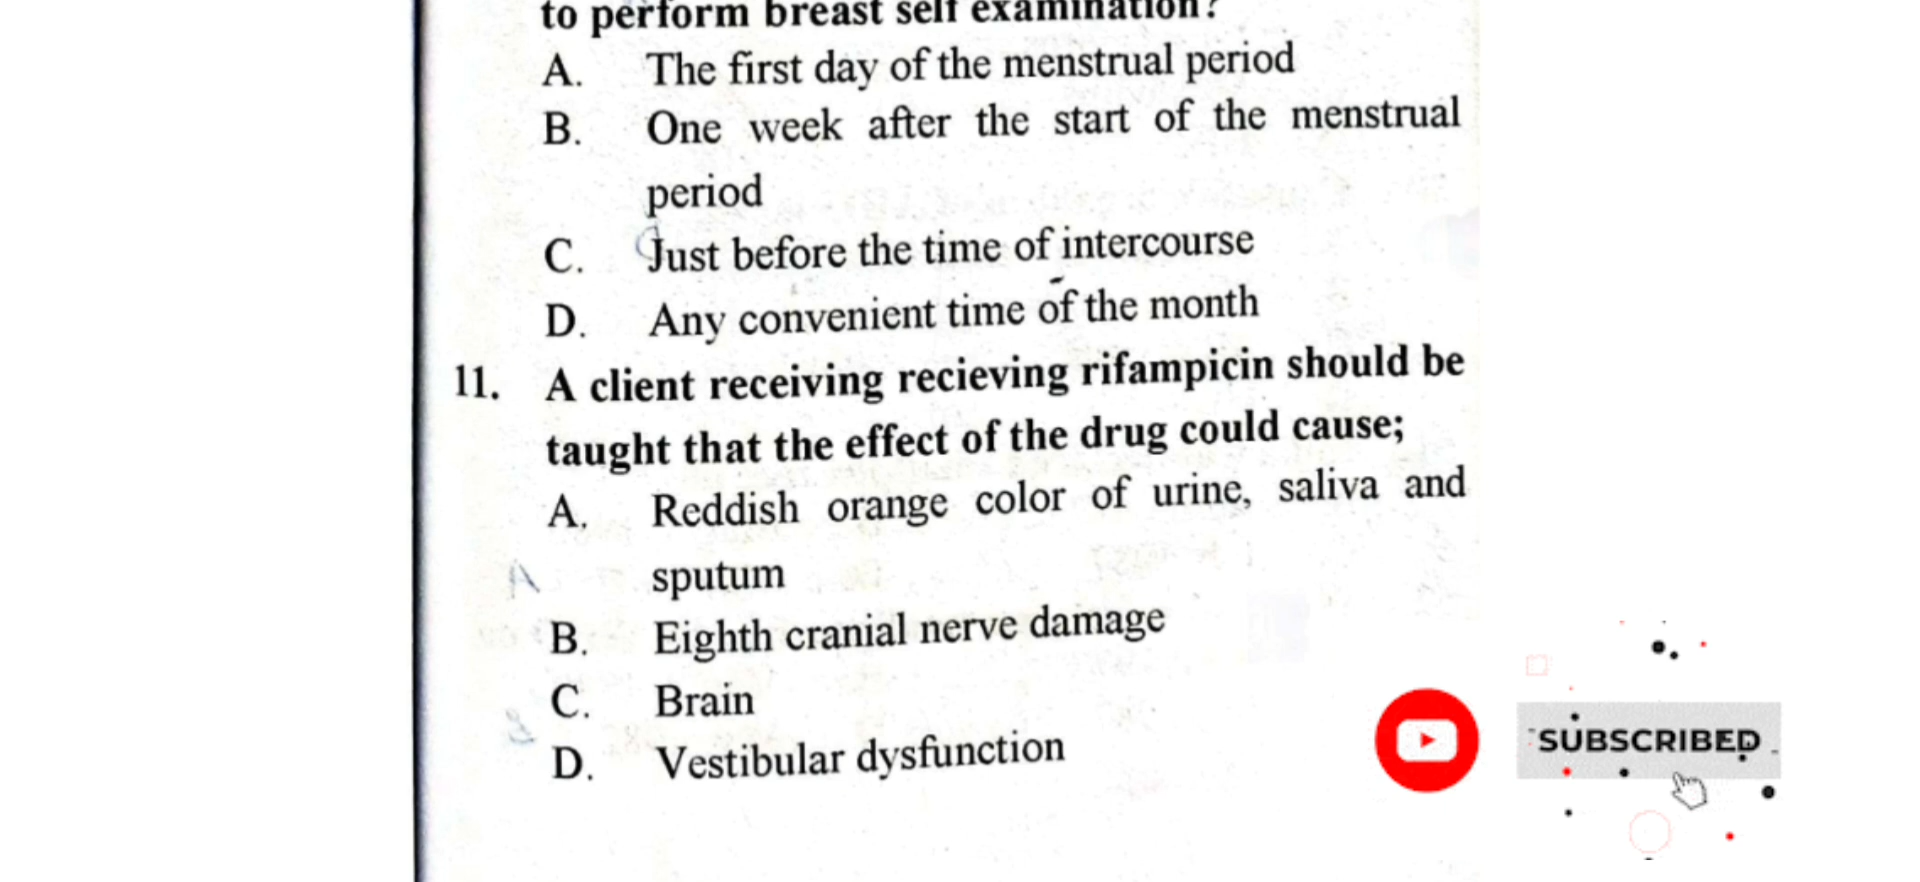 to perform breast self examination?
A. The first day of the menstrual period
B. One week after the start of the menstrual
period
C. Just before the time of intercourse
D. Any convenient time of the month
11. A client receiving recieving rifampicin should be
taught that the effect of the drug could cause;
A. Reddish orange color of urine, saliva and
A sputum
B. Eighth cranial nerve damage
C. Brain
D. Vestibular dysfunction
SUBSCRIBED